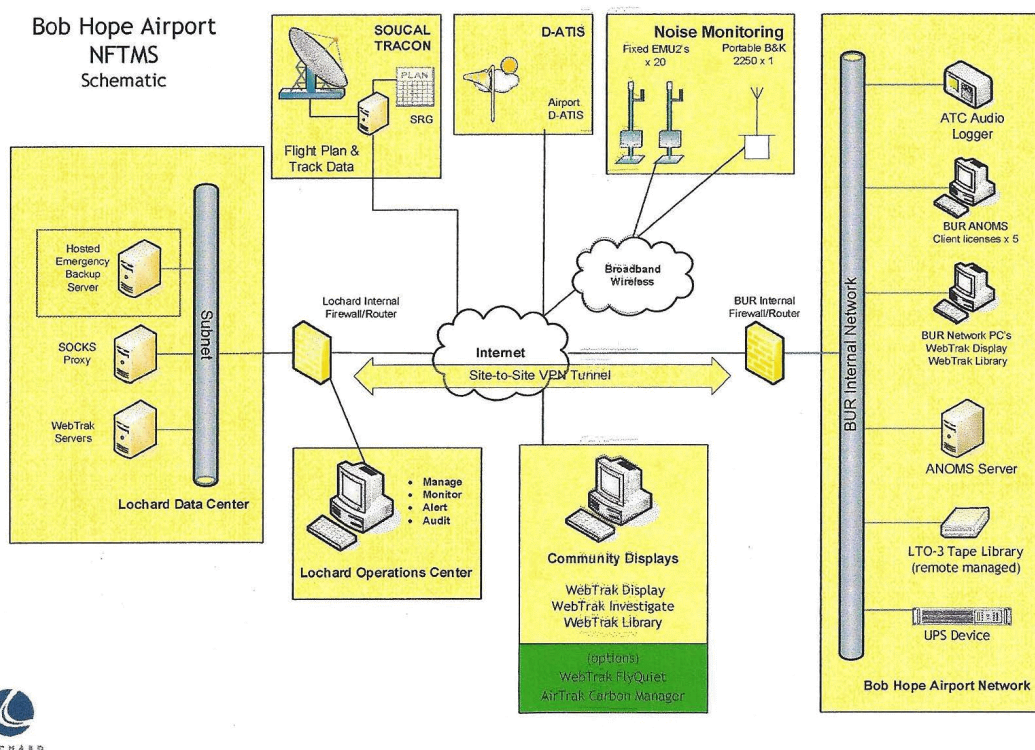 Bob Hope Airport
NFTMS
Schematic
SOUCAL
TRACON
PLAN
SRG
Flight Plan &
Track Data
D-ATIS
Airport
D-ATIS
Noise Monitoring
Fixed EMU2's
x 20
Portable B&K
2250 x 1
Hosted
Emergency
Backup
Server
SOCKS
Proxy
WebTrak
Servers
Subnet
Lochard Data Center
Lochard Internal
Firewall/Router
Broadband
Wireless
BUR Internal
Firewall/Router
Internet
Site-to-Site VPN Tunnel
Manage
Monitor
Alert
Audit
Lochard Operations Center
Community Displays
WebTrak Display
WebTrak Investigate
WebTrak Library
(options)
WebTrak FlyQuiet
AirTrak Carbon Manager
BUR Internal Network
ATC Audio
Logger
BUR ANOMS
Client licenses x 5
BUR Network PC's
WebTrak Display
WebTrak Library
ANOMS Server
LTO-3 Tape Library
(remote managed)
UPS Device
Bob Hope Airport Network